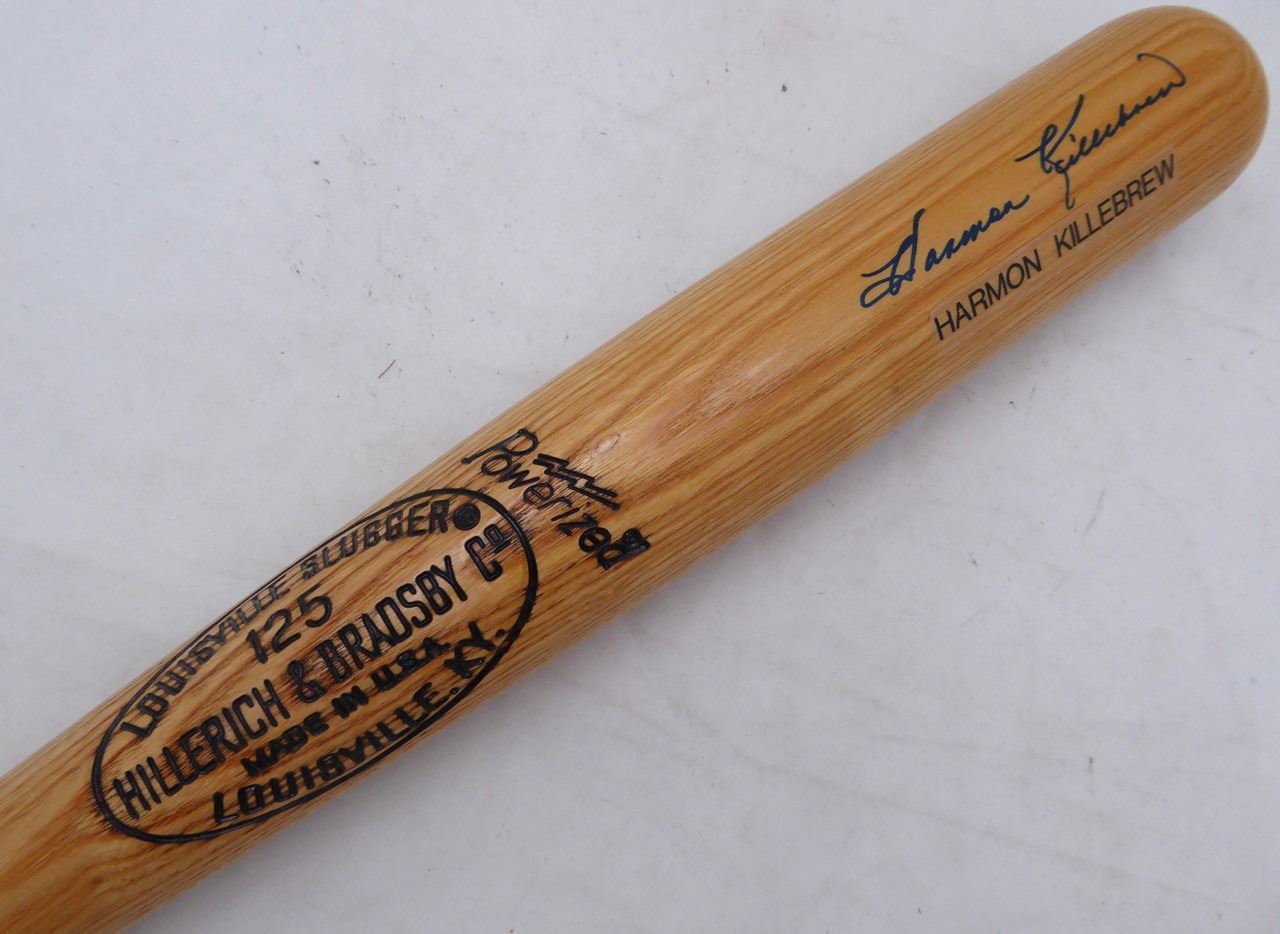 Harmon Killebrew
HARMON KILLEBREW
Powerized
LOUISVILLE SLUGGER®
125
HILLERICH & BRADSBY Co
MADE IN U.S.A.
LOUISVILLE, KY.